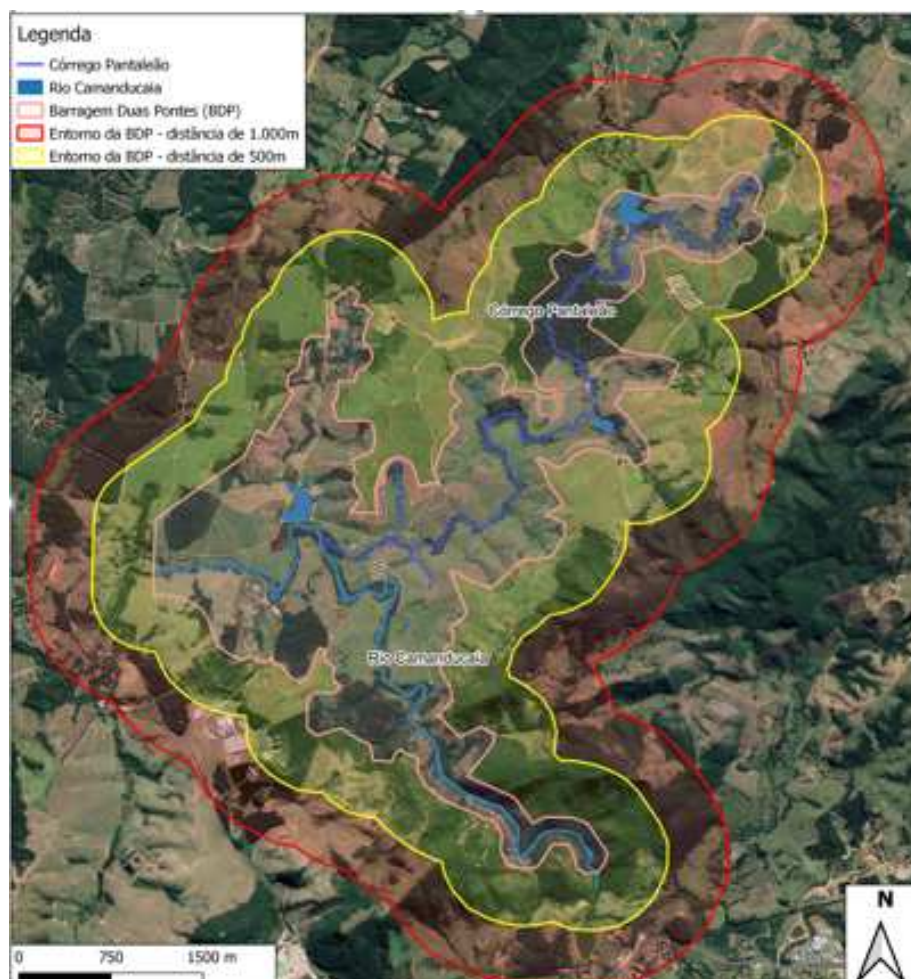 Legenda
Córrego Pantaleão
Rio Camanducaia
Barragem Duas Pontes (BDP)
Entorno da BDP - distância de 1.000m
Entorno da BDP - distância de 500m
Córrego Pantaleão
Rio Camanducaia
N
0 750 1500 m